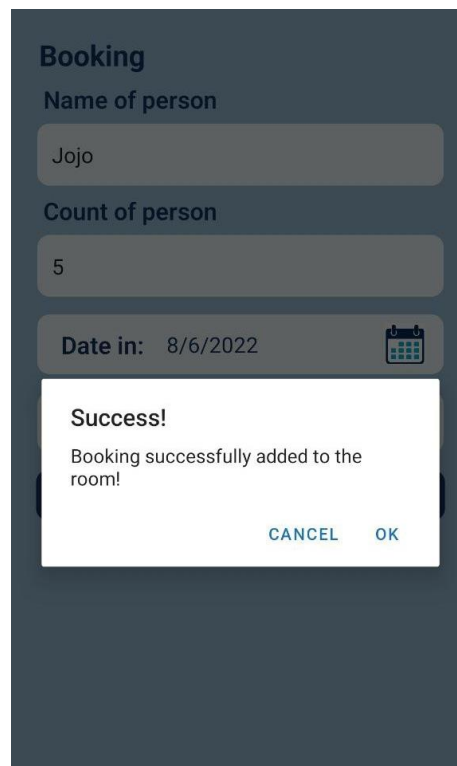 Booking
Name of person
Jojo
Count of person
5
Date in: 8/6/2022
Success!
Booking successfully added to the
room!
CANCEL OK